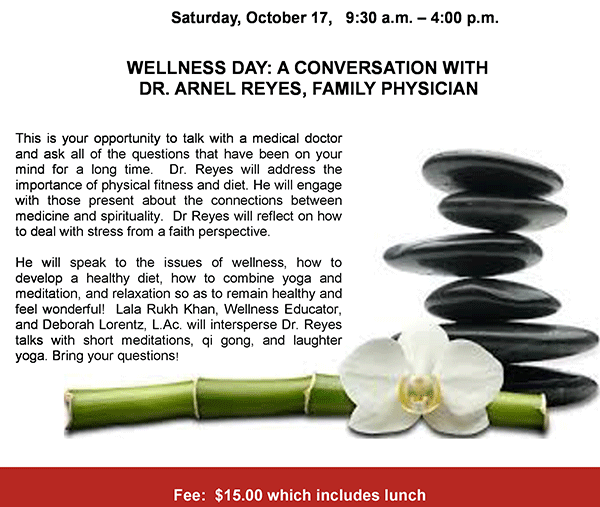 Saturday, October 17, 9:30 a.m. – 4:00 p.m.
WELLNESS DAY: A CONVERSATION WITH
DR. ARNEL REYES, FAMILY PHYSICIAN
This is your opportunity to talk with a medical doctor
and ask all of the questions that have been on your
mind for a long time. Dr. Reyes will address the
importance of physical fitness and diet. He will engage
with those present about the connections between
medicine and spirituality. Dr Reyes will reflect on how
to deal with stress from a faith perspective.
He will speak to the issues of wellness, how to
develop a healthy diet, how to combine yoga and
meditation, and relaxation so as to remain healthy and
feel wonderful! Lala Rukh Khan, Wellness Educator,
and Deborah Lorentz, L.Ac. will intersperse Dr. Reyes
talks with short meditations, qi gong, and laughter
yoga. Bring your questions!
Fee: $15.00 which includes lunch